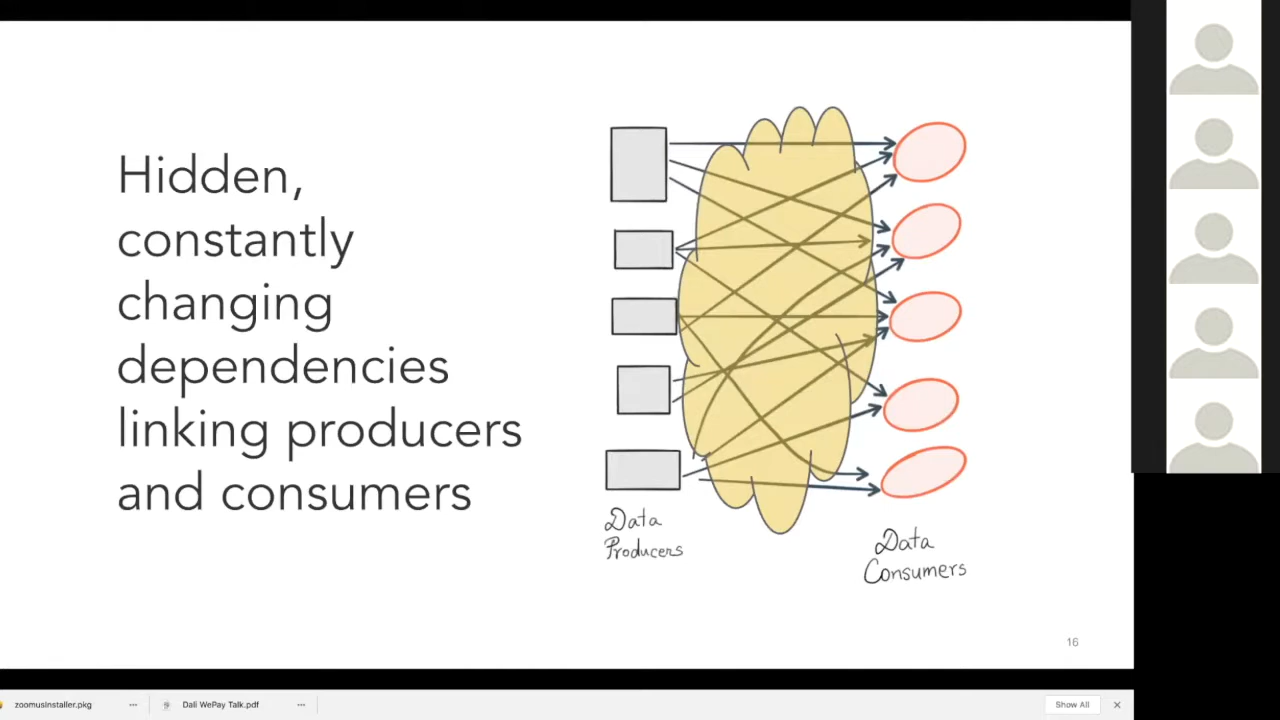 Hidden,
constantly
changing
dependencies
linking producers
and consumers
Data
Producers
Data
Consumers
16
zoomusInstaller.pkg
Dali WePay Talk.pdf
Show All